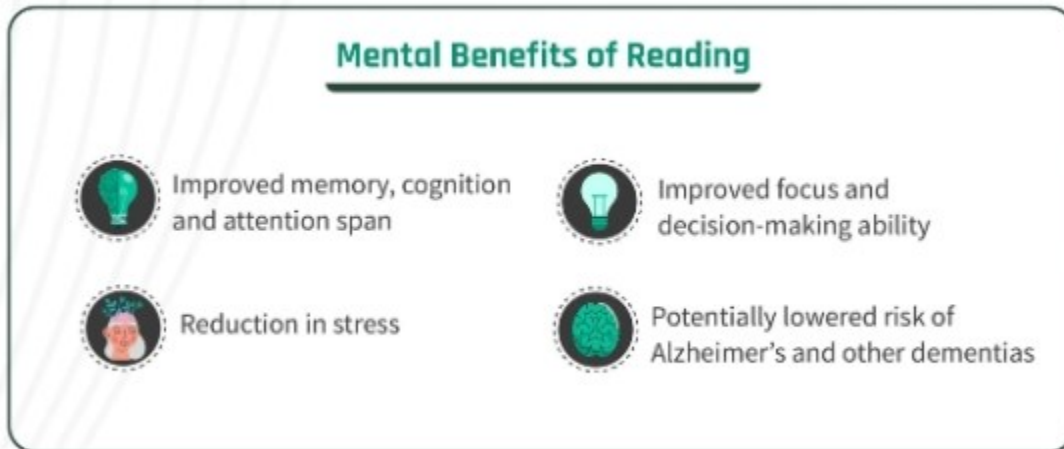 Mental Benefits of Reading
Improved memory, cognition
and attention span
Improved focus and
decision-making ability
Reduction in stress
Potentially lowered risk of
Alzheimer's and other dementias